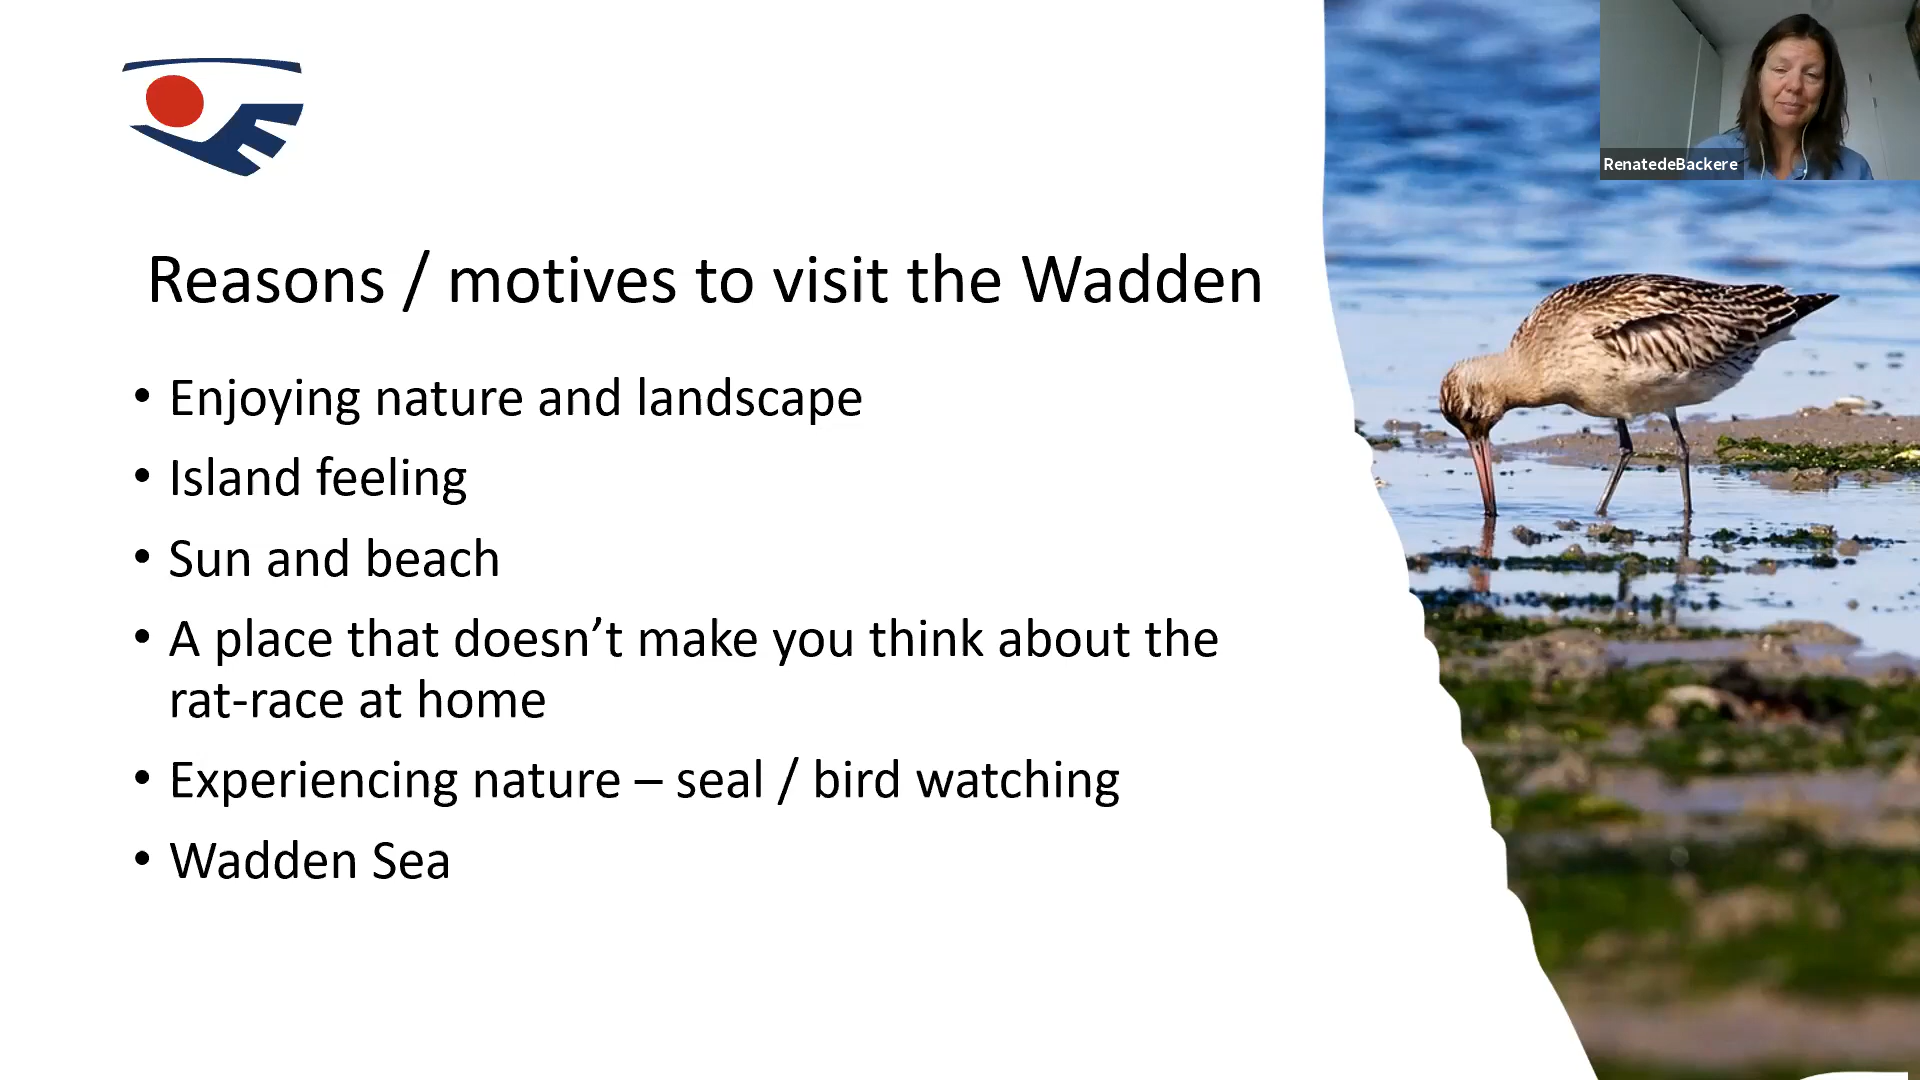 RenatedeBackere
Reasons / motives to visit the Wadden
• Enjoying nature and landscape
• Island feeling
• Sun and beach
• A place that doesn’t make you think about the
rat-race at home
• Experiencing nature – seal / bird watching
• Wadden Sea